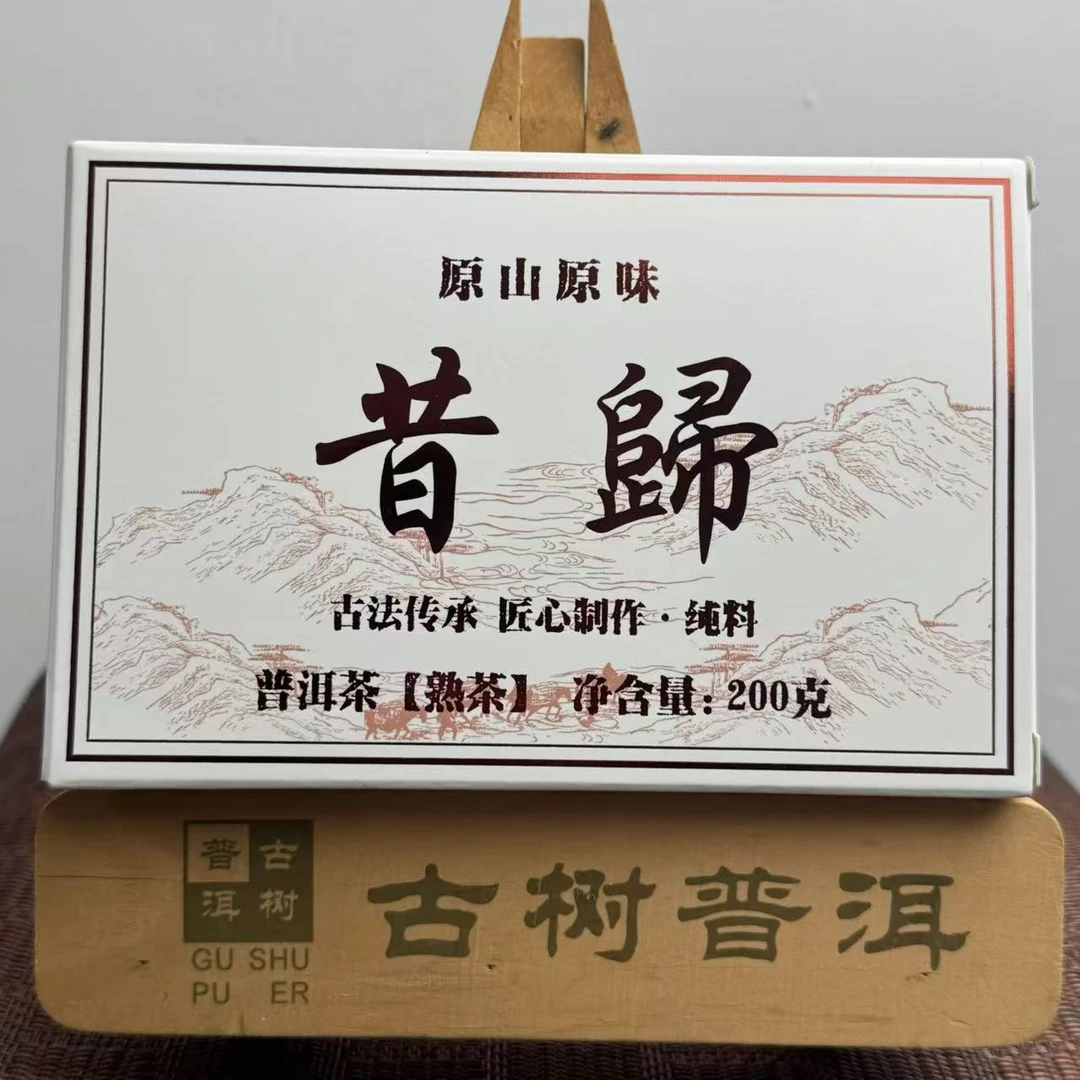 原山原味
昔歸
古法传承 匠心制作·纯料
普洱茶【熟茶】 净含量:200克
古树
普洱
GU SHU
PU ER
古树普洱